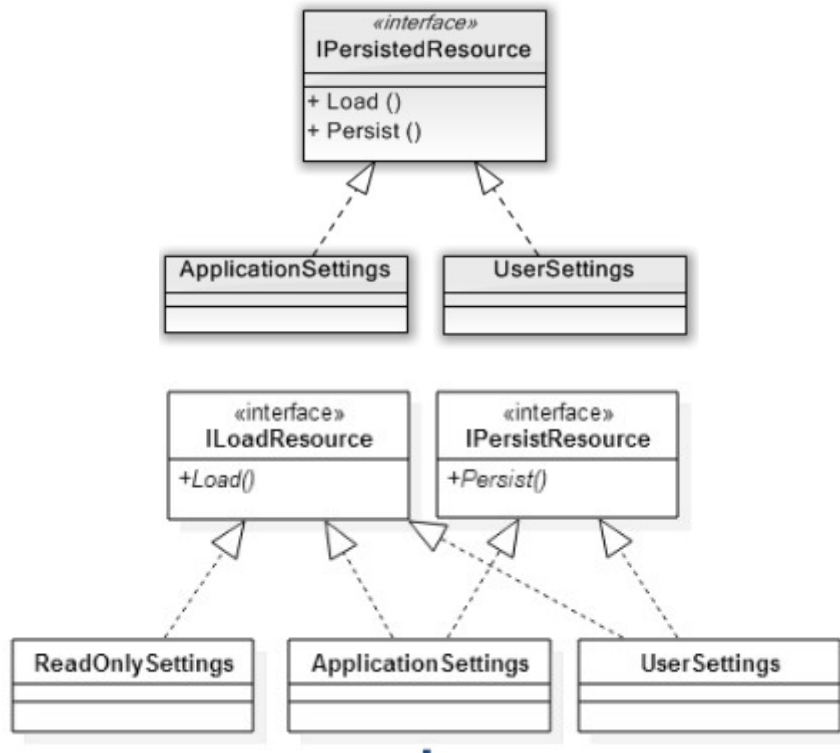 «interface»
IPersistedResource
+ Load ()
+ Persist ()
ApplicationSettings
UserSettings
«interface»
ILoadResource
+Load()
«interface»
IPersistResource
+Persist()
ReadOnlySettings
ApplicationSettings
UserSettings